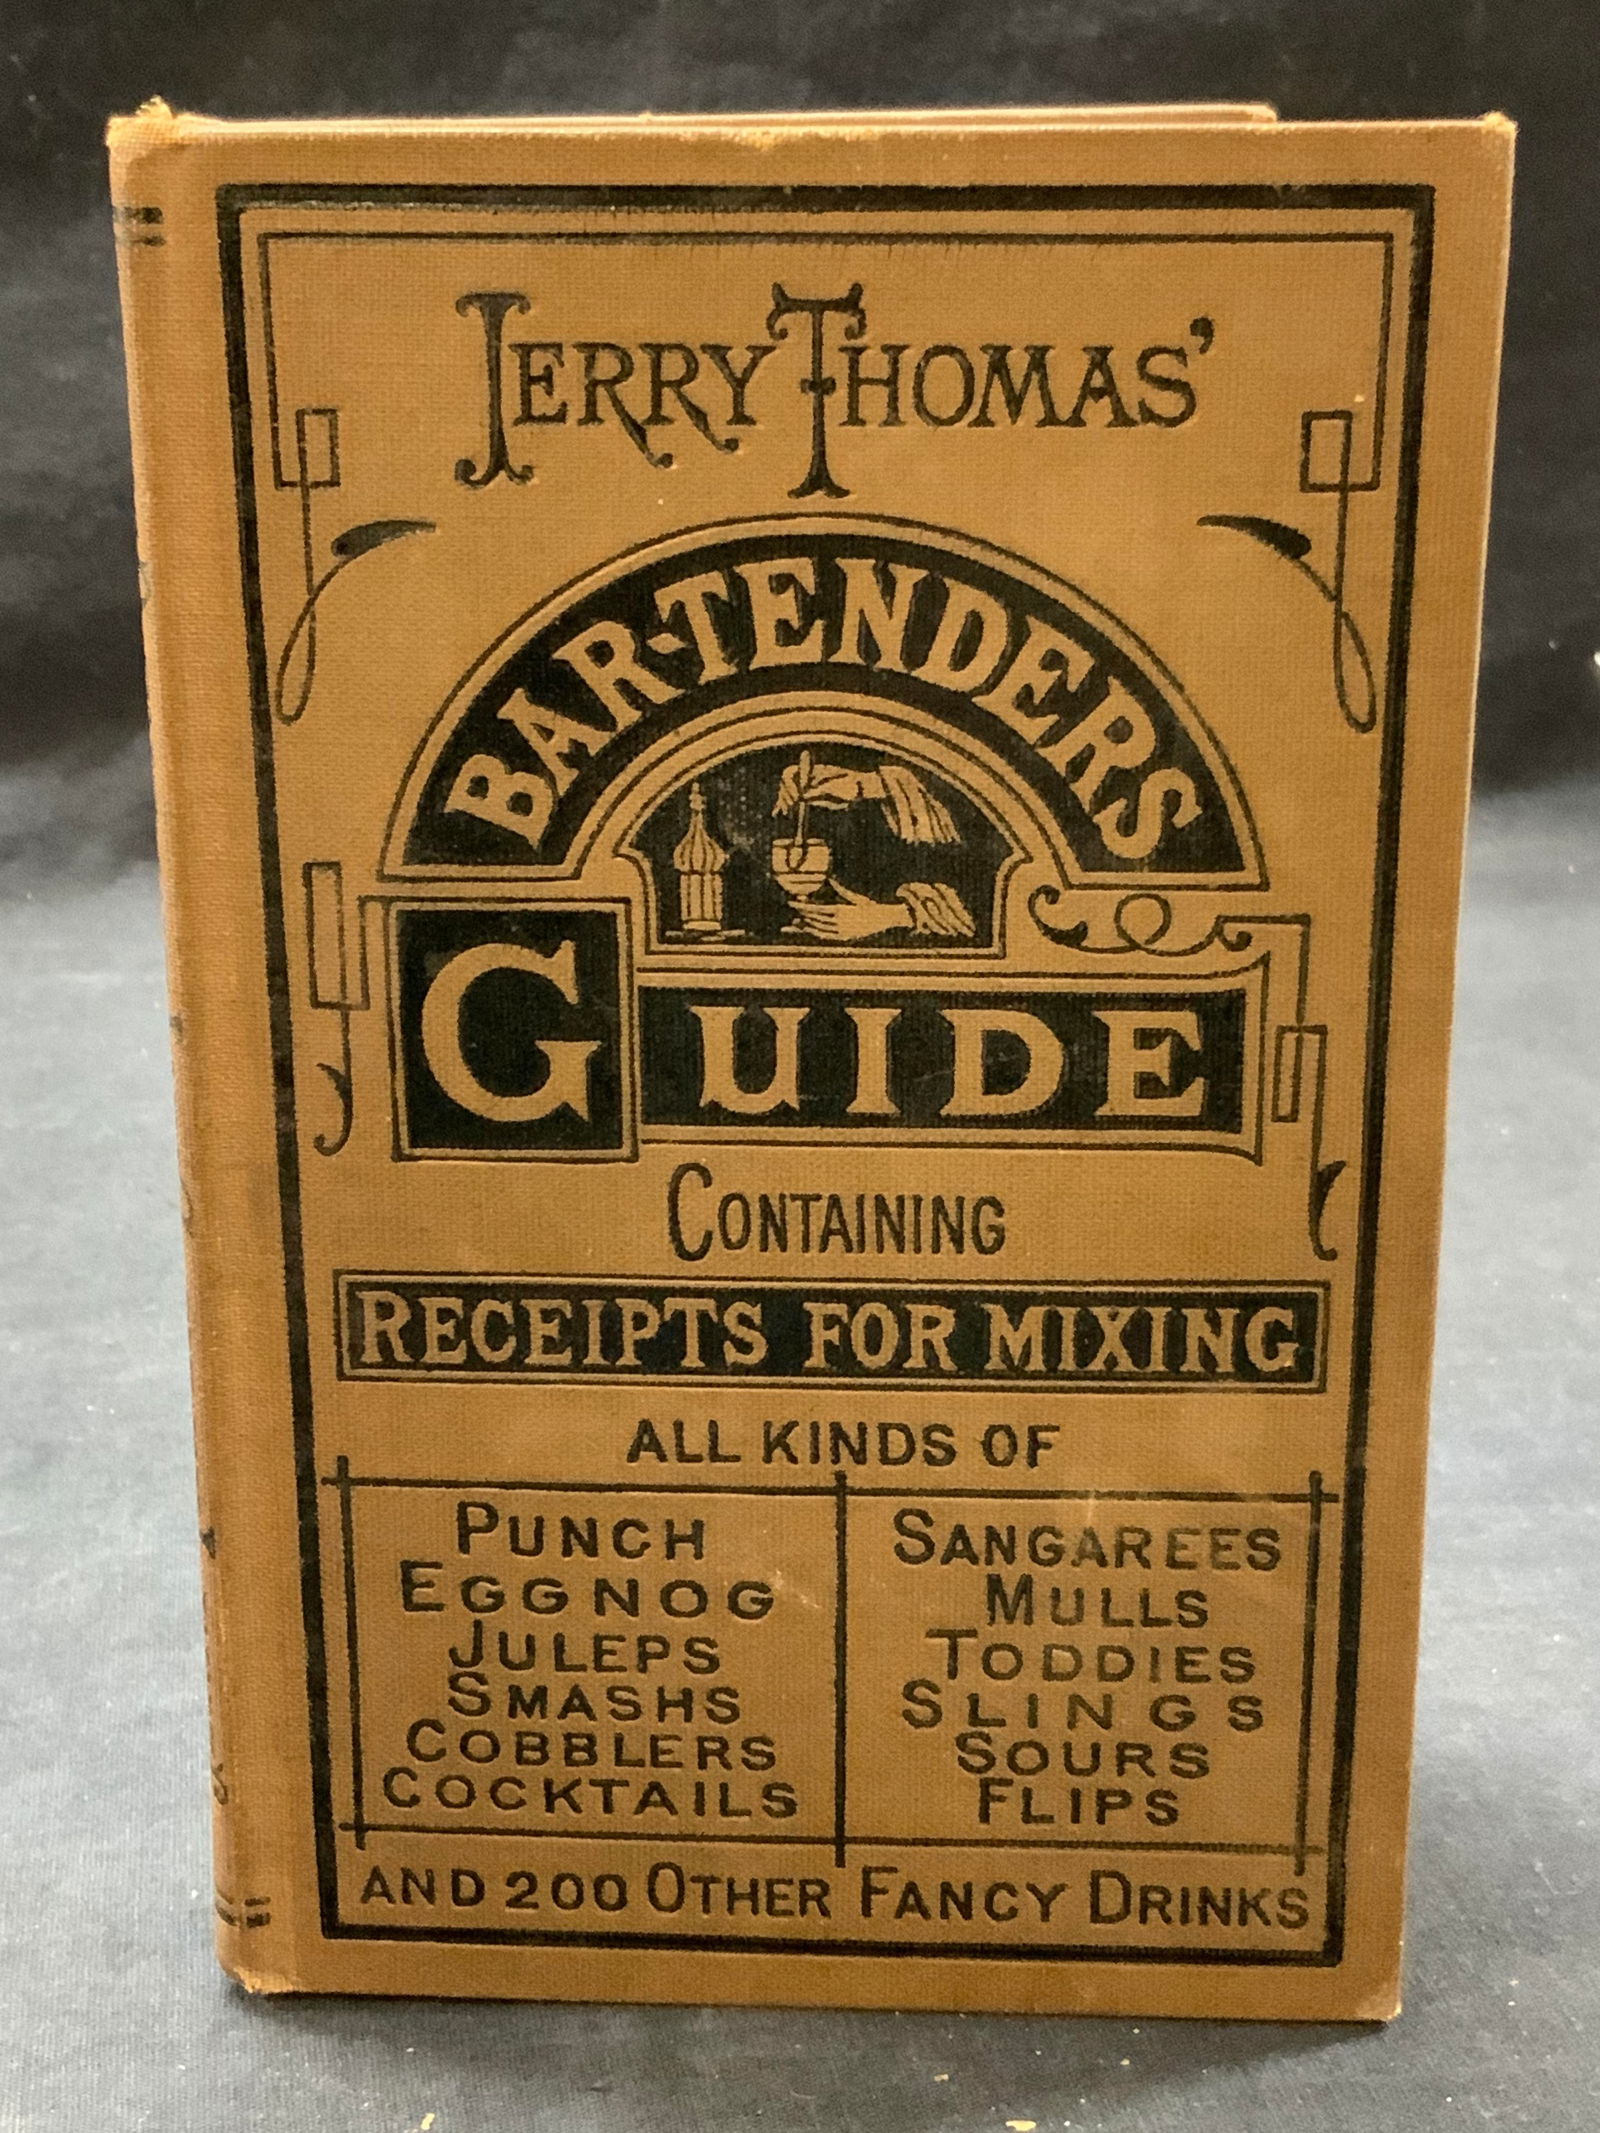 JERRY THOMAS'
BAR-TENDERS
GUIDE
CONTAINING
RECEIPTS FOR MIXING
ALL KINDS OF
PUNCH
EGGNOG
JULEPS
SMASHS
COBBLERS
COCKTAILS
SANGAREES
MULLS
TODDIES
SLINGS
SOURS
FLIPS
AND 200 OTHER FANCY DRINKS